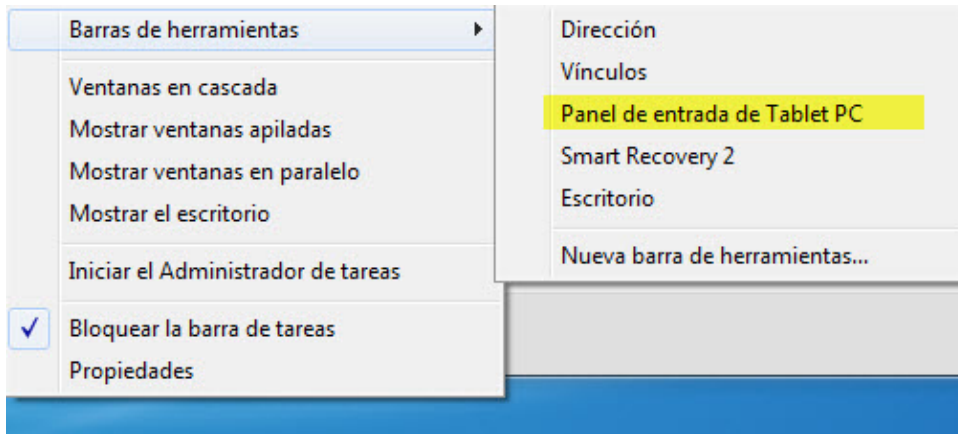 Barras de herramientas
Ventanas en cascada
Mostrar ventanas apiladas
Mostrar ventanas en paralelo
Mostrar el escritorio
Iniciar el Administrador de tareas
Bloquear la barra de tareas
Propiedades
Dirección
Vínculos
Panel de entrada de Tablet PC
Smart Recovery 2
Escritorio
Nueva barra de herramientas...